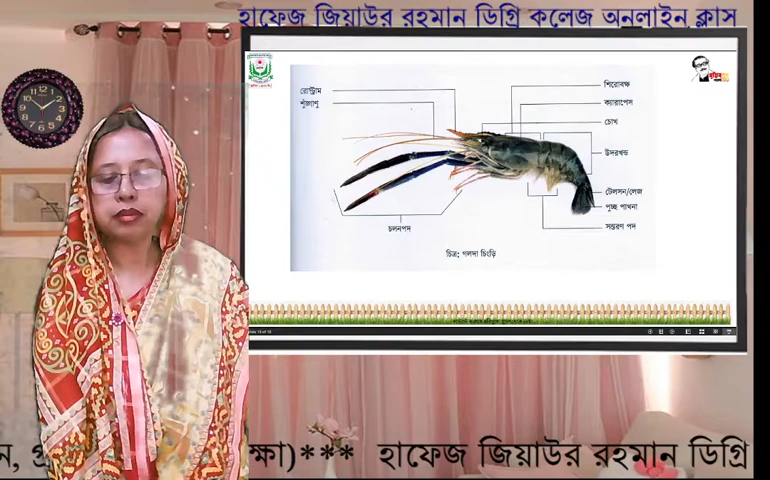 হাফেজ জিয়াউর রহমান ডিগ্রি কলেজ অনলাইন ক্লাস
রোস্ট্রাম
শুঁঙ্গাণু
শিরোবক্ষ
ক্যারাপেস
চোখ
উদরখন্ড
টেলসন/লেজ
পুচ্ছ পাখনা
সন্তরণ পদ
চলনপদ
চিত্র: গলদা চিংড়ি
ক্ষা)*** হাফেজ জিয়াউর রহমান ডিগ্রি